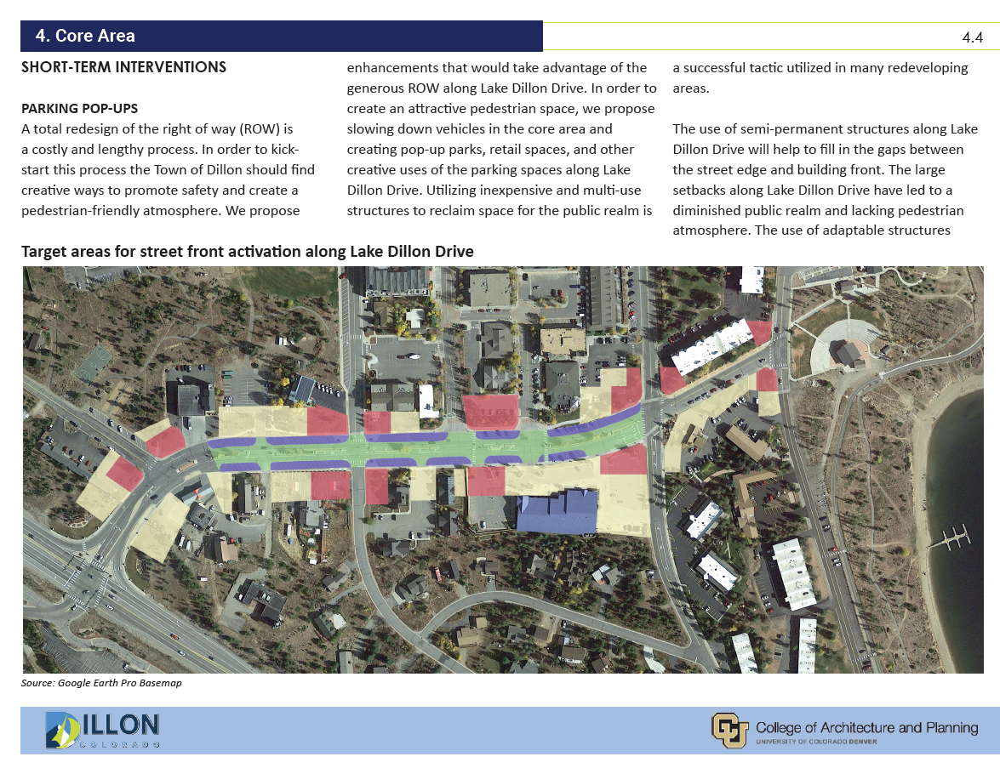 4. Core Area
4.4
SHORT-TERM INTERVENTIONS
PARKING POP-UPS
A total redesign of the right of way (ROW) is
a costly and lengthy process. In order to kick-
start this process the Town of Dillon should find
creative ways to promote safety and create a
pedestrian-friendly atmosphere. We propose
enhancements that would take advantage of the
generous ROW along Lake Dillon Drive. In order to
create an attractive pedestrian space, we propose
slowing down vehicles in the core area and
creating pop-up parks, retail spaces, and other
creative uses of the parking spaces along Lake
Dillon Drive. Utilizing inexpensive and multi-use
structures to reclaim space for the public realm is
a successful tactic utilized in many redeveloping
areas.
The use of semi-permanent structures along Lake
Dillon Drive will help to fill in the gaps between
the street edge and building front. The large
setbacks along Lake Dillon Drive have led to a
diminished public realm and lacking pedestrian
atmosphere. The use of adaptable structures
Target areas for street front activation along Lake Dillon Drive
Source: Google Earth Pro Basemap
DILLON
COLORADO
CU
College of Architecture and Planning
UNIVERSITY OF COLORADO DENVER